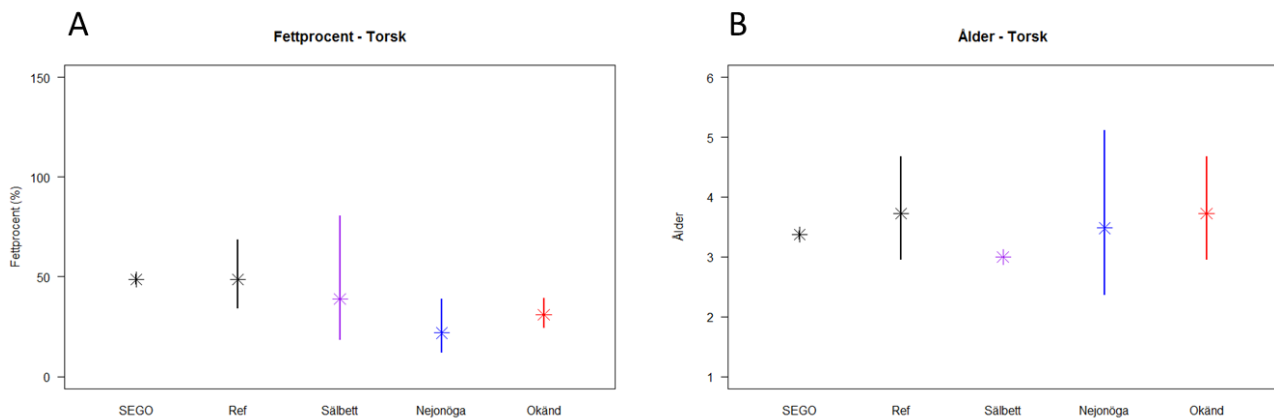 A
Fettprocent - Torsk
150
100
50
0
Fettprocent (%)
SEGO Ref Sälbett Nejonöga Okänd
B
Ålder - Torsk
6
5
4
3
2
1
Ålder
SEGO Ref Sälbett Nejonöga Okänd